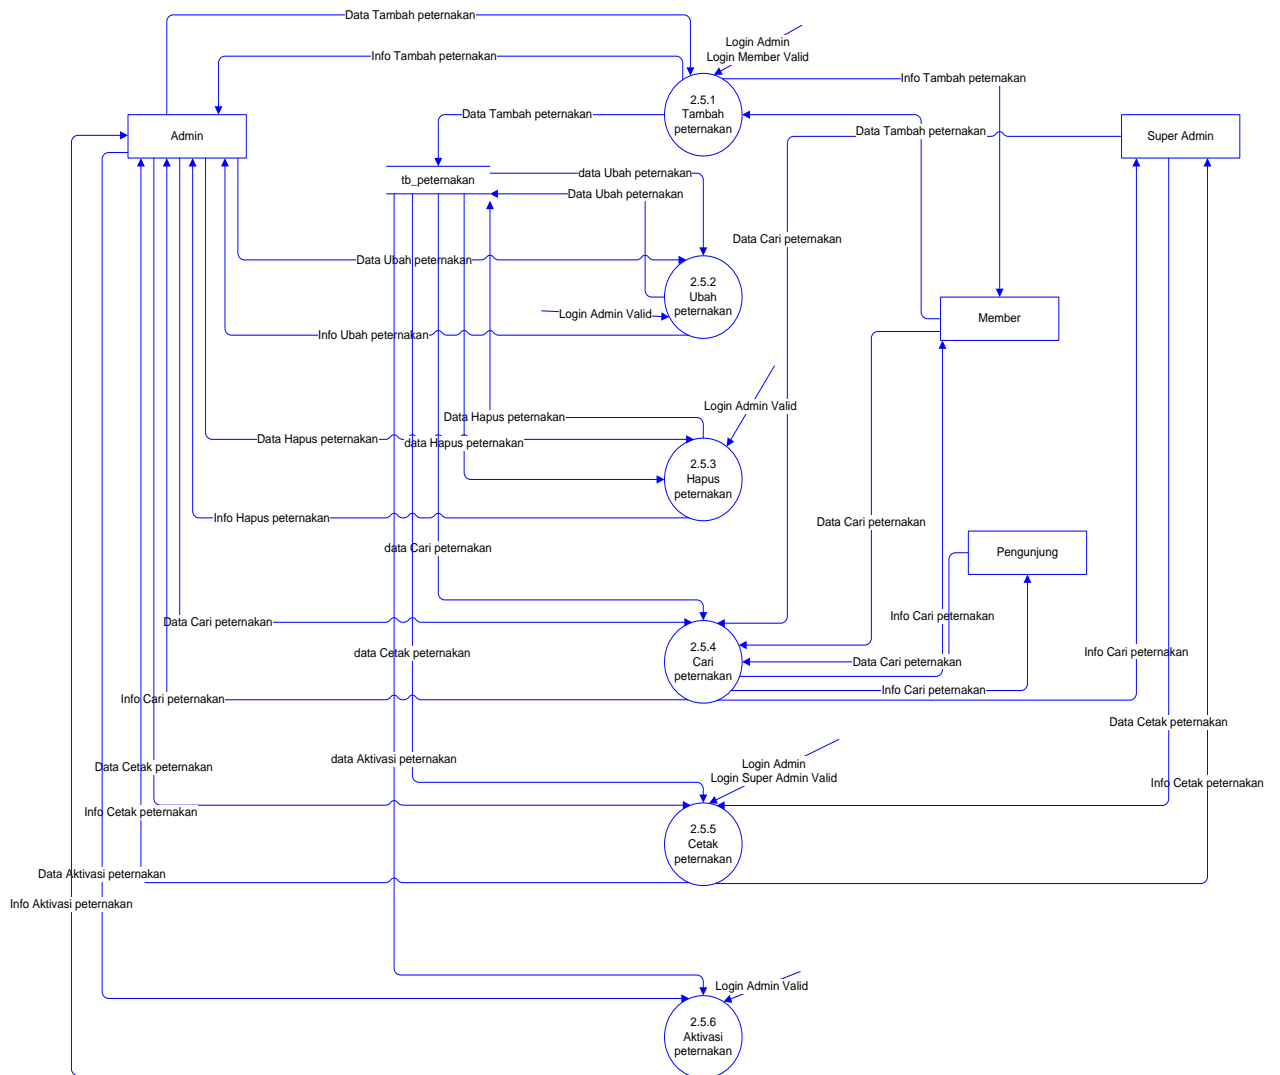 Data Tambah peternakan
Login Admin
Login Member Valid
Info Tambah peternakan
Info Tambah peternakan
2.5.1
Tambah
peternakan
Data Tambah peternakan
Data Tambah peternakan
Admin
Super Admin
tb_peternakan
data Ubah peternakan
Data Ubah peternakan
Data Cari peternakan
Data Ubah peternakan
2.5.2
Ubah
peternakan
Login Admin Valid
Info Ubah peternakan
Member
Login Admin Valid
Data Hapus peternakan
Data Hapus peternakan
data Hapus peternakan
2.5.3
Hapus
peternakan
Info Hapus peternakan
Data Cari peternakan
data Cari peternakan
Pengunjung
Data Cari peternakan
Info Cari peternakan
2.5.4
Cari
peternakan
data Cetak peternakan
Data Cari peternakan
Info Cari peternakan
Info Cari peternakan
Info Cari peternakan
Data Cetak peternakan
data Aktivasi peternakan
Data Cetak peternakan
Login Admin
Login Super Admin Valid
Info Cetak peternakan
Info Cetak peternakan
2.5.5
Cetak
peternakan
Data Aktivasi peternakan
Info Aktivasi peternakan
Login Admin Valid
2.5.6
Aktivasi
peternakan